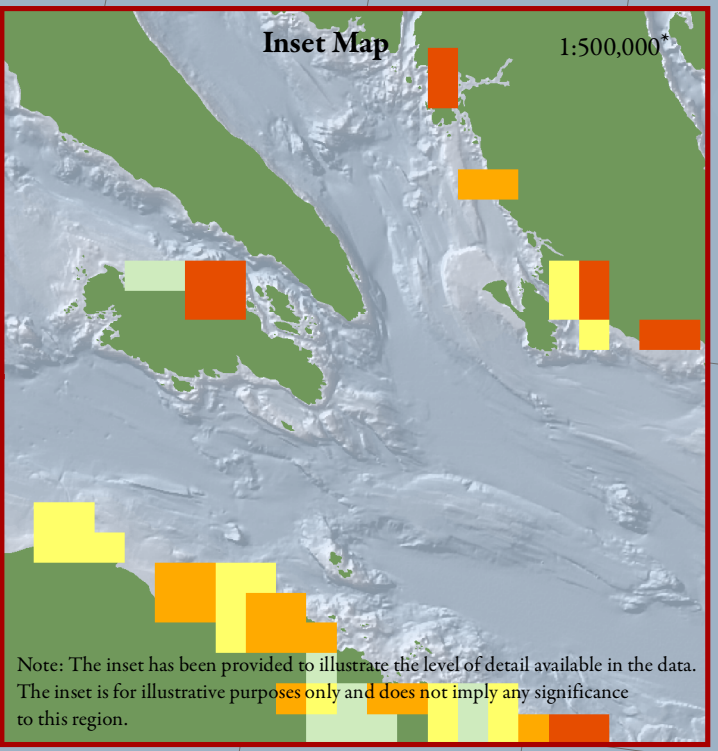 Inset Map
1:500,000*
Note: The inset has been provided to illustrate the level of detail available in the data.
The inset is for illustrative purposes only and does not imply any significance
to this region.